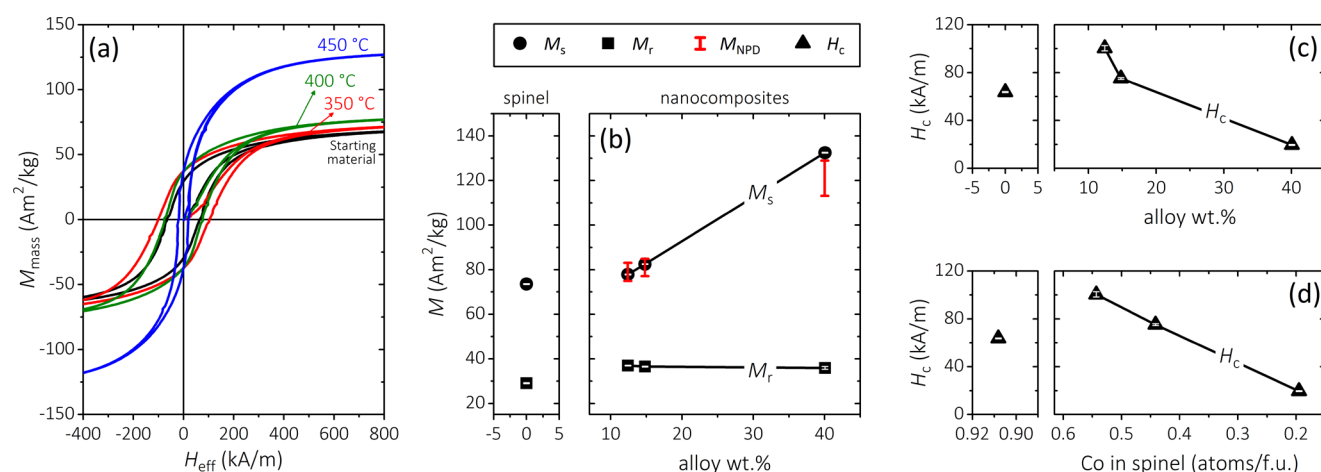 (a)
450 °C
400 °C
350 °C
Starting
material
150
100
50
0
-50
-100
-150
-400 -200 0 200 400 600 800
M_mass (Am²/kg)
H_eff (kA/m)
M_s M_r M_NPD H_c
spinel nanocomposites
(b)
M_s
M_r
140
120
100
80
60
40
20
0
M (Am²/kg)
-5 0 5
10 20 30 40
alloy wt.%
(c)
H_c
120
80
40
0
H_c (kA/m)
-5 0 5
10 20 30 40
alloy wt.%
(d)
H_c
120
80
40
0
H_c (kA/m)
0.92 0.90
0.6 0.5 0.4 0.3 0.2
Co in spinel (atoms/f.u.)